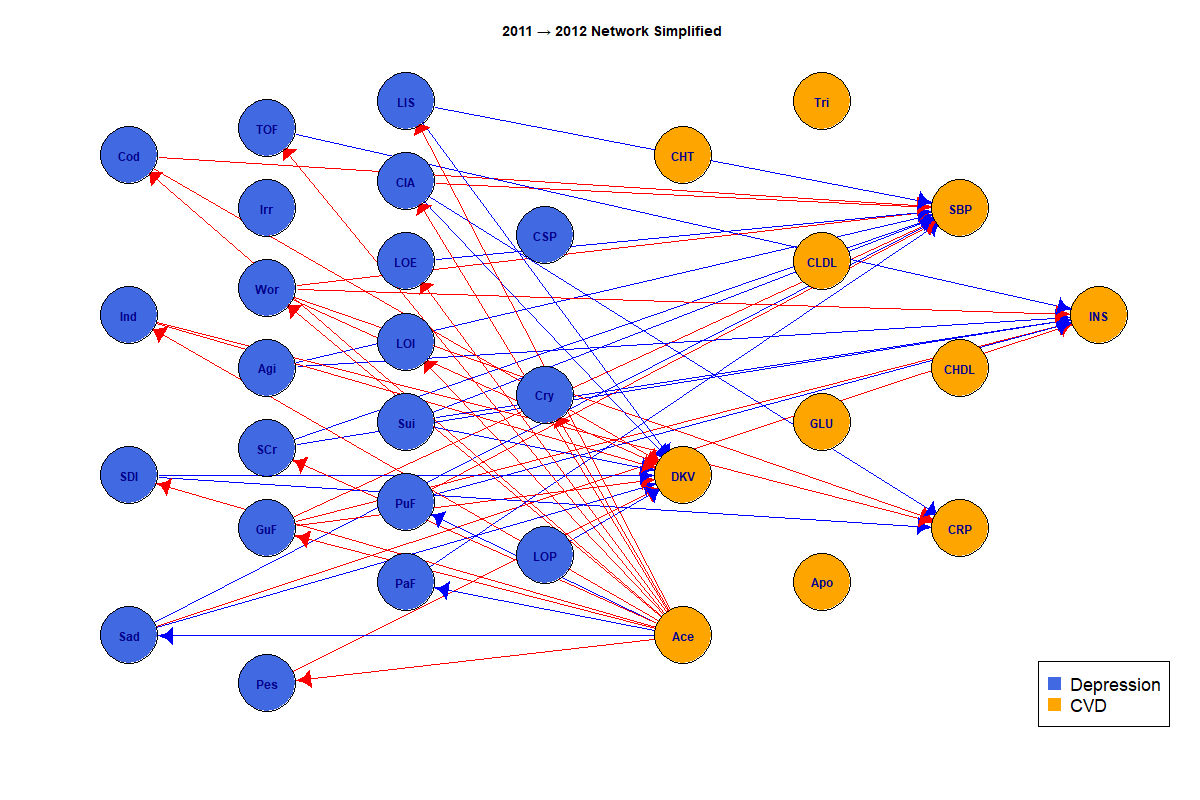 2011 → 2012 Network Simplified
LIS
Tri
TOF
Cod
CHT
CIA
Irr
SBP
CSP
LOE
CLDL
Wor
Ind
INS
LOI
Agi
CHDL
Cry
Sui
GLU
SCr
SDI
DKV
PuF
GuF
CRP
LOP
PaF
Apo
Sad
Ace
Pes
Depression
CVD